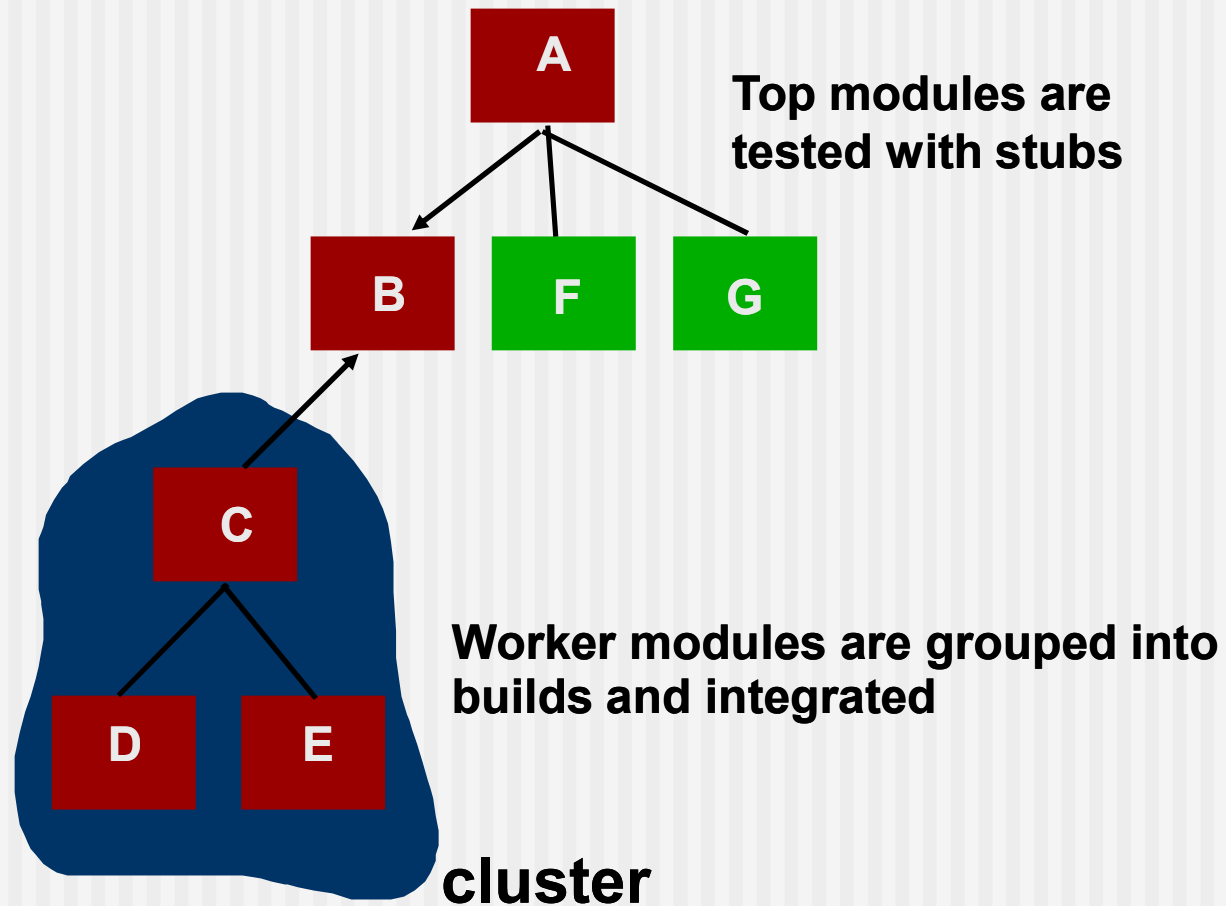 A
Top modules are
tested with stubs
B
F
G
C
Worker modules are grouped into
builds and integrated
D
E
cluster